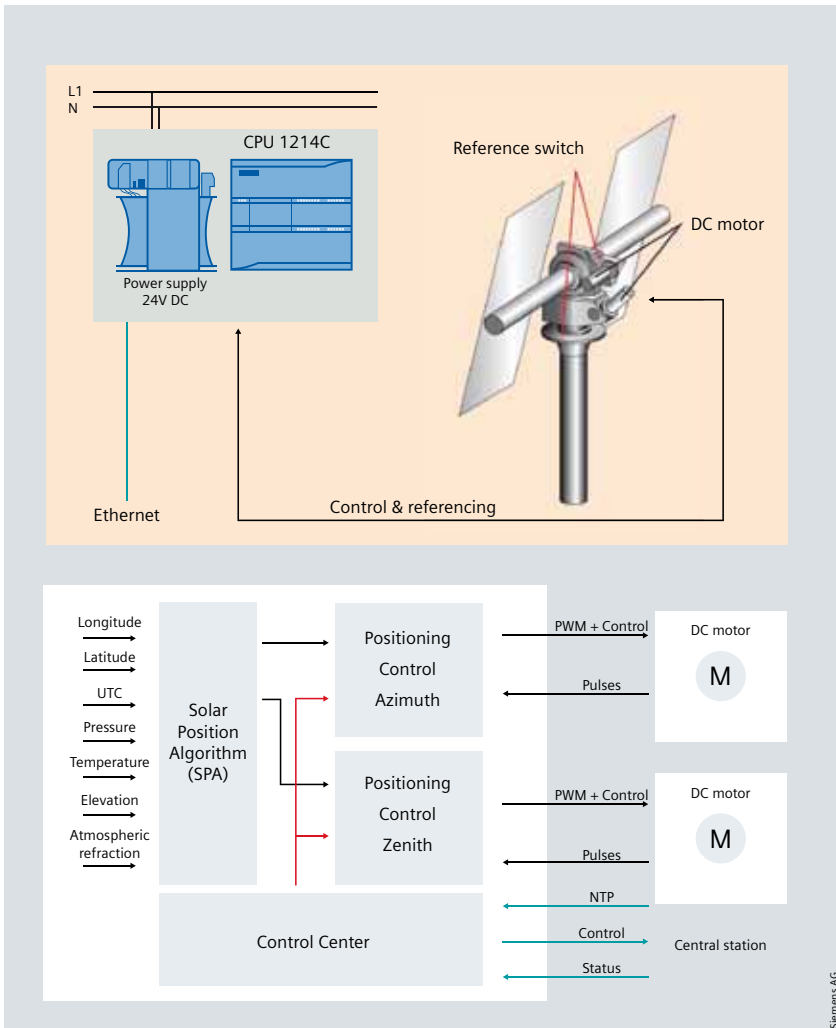 L1
N
CPU 1214C
Power supply
24V DC
Reference switch
DC motor
Ethernet
Control & referencing
Longitude
Latitude
UTC
Pressure
Temperature
Elevation
Atmospheric
refraction
Solar
Position
Algorithm
(SPA)
Positioning
Control
Azimuth
Positioning
Control
Zenith
Control Center
PWM + Control
Pulses
DC motor
M
PWM + Control
Pulses
DC motor
M
NTP
Control
Status
Central station
Siemens AG